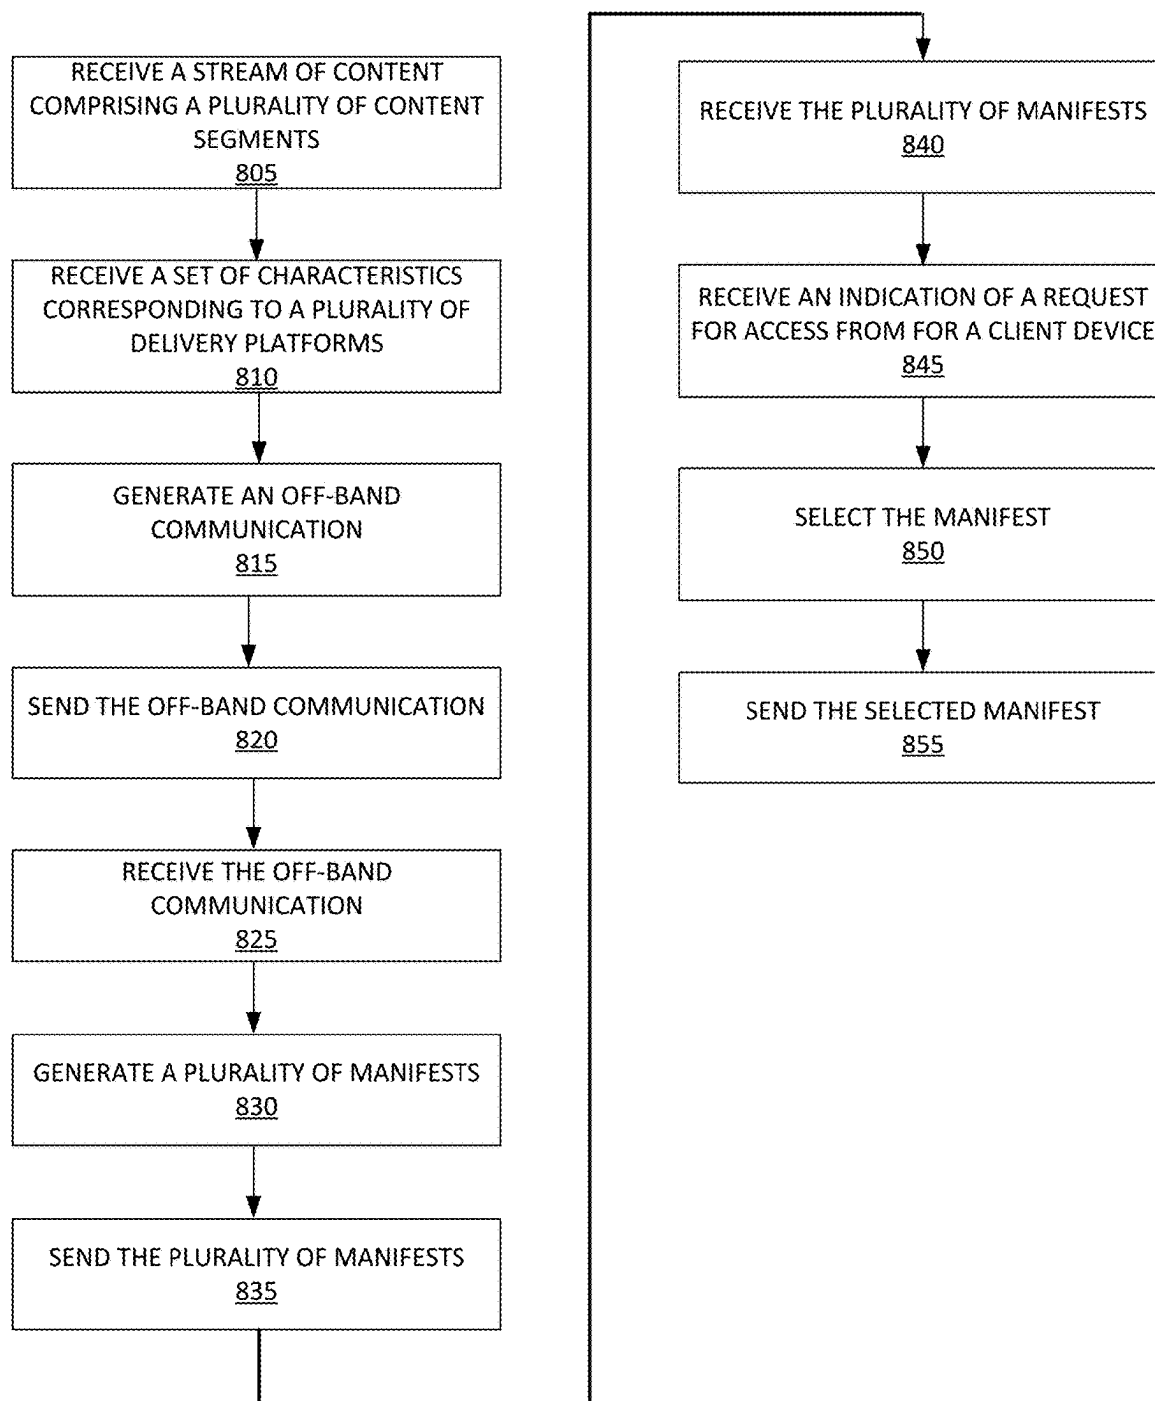 RECEIVE A STREAM OF CONTENT
COMPRISING A PLURALITY OF CONTENT
SEGMENTS
805
RECEIVE A SET OF CHARACTERISTICS
CORRESPONDING TO A PLURALITY OF
DELIVERY PLATFORMS
810
GENERATE AN OFF-BAND
COMMUNICATION
815
SEND THE OFF-BAND COMMUNICATION
820
RECEIVE THE OFF-BAND
COMMUNICATION
825
GENERATE A PLURALITY OF MANIFESTS
830
SEND THE PLURALITY OF MANIFESTS
835
RECEIVE THE PLURALITY OF MANIFESTS
840
RECEIVE AN INDICATION OF A REQUEST
FOR ACCESS FROM FOR A CLIENT DEVICE
845
SELECT THE MANIFEST
850
SEND THE SELECTED MANIFEST
855